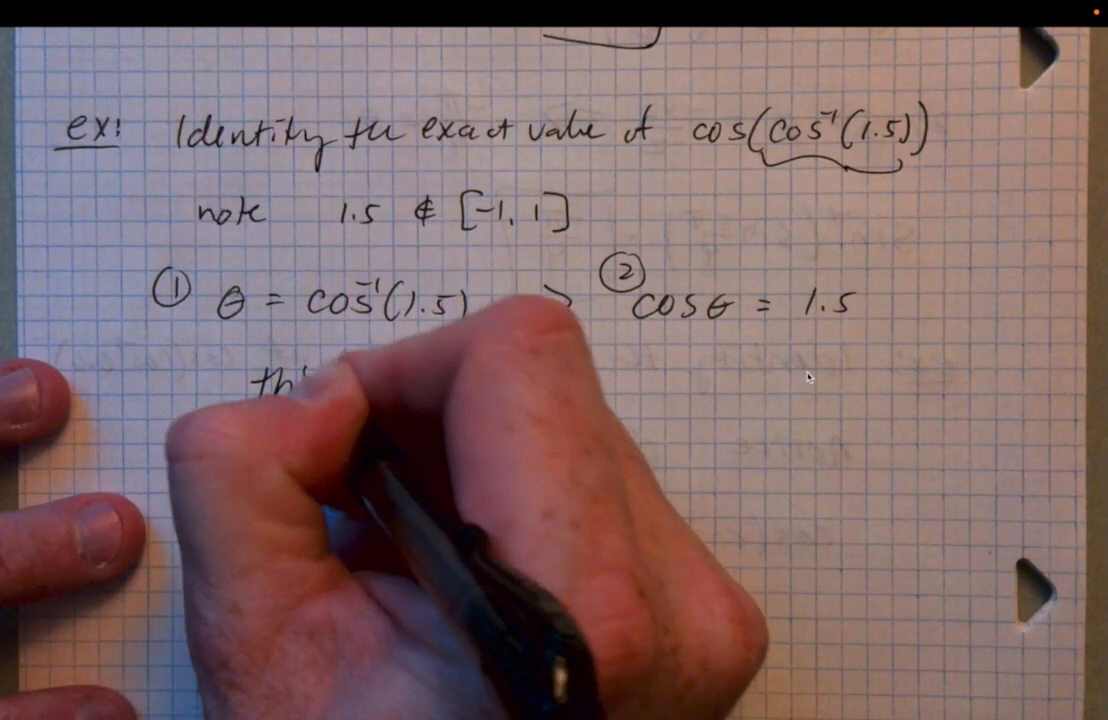 ex: Identify the exact value of cos(cos⁻¹(1.5))
note 1.5 ∉ [-1, 1]
① θ = cos⁻¹(1.5) ② cosθ = 1.5